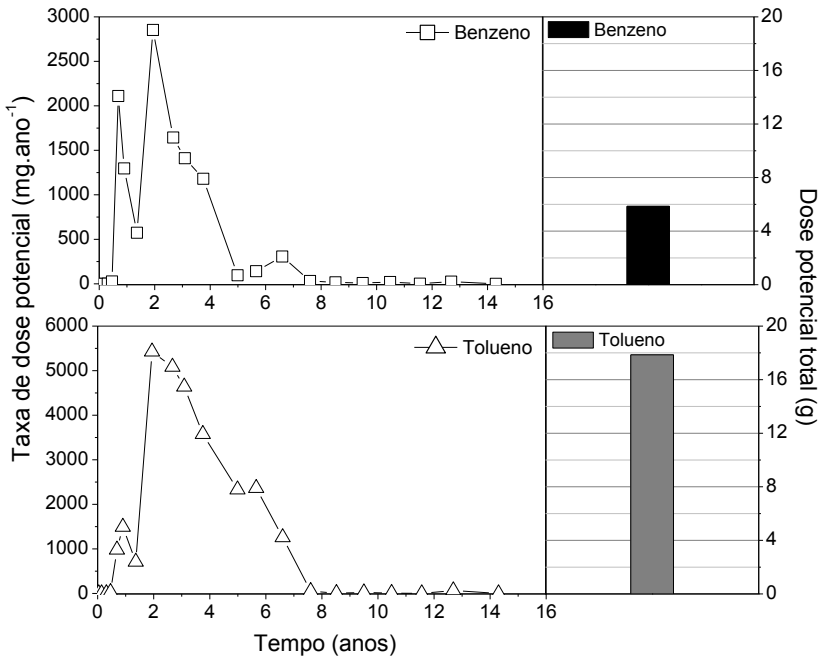 Taxa de dose potencial (mg.ano⁻¹)
3000
2500
2000
1500
1000
500
0
Benzeno
0 2 4 6 8 10 12 14 16
Benzeno
20
16
12
8
4
0
6000
5000
4000
3000
2000
1000
0
Tolueno
0 2 4 6 8 10 12 14 16
Tempo (anos)
Tolueno
20
16
12
8
4
0
Dose potencial total (g)